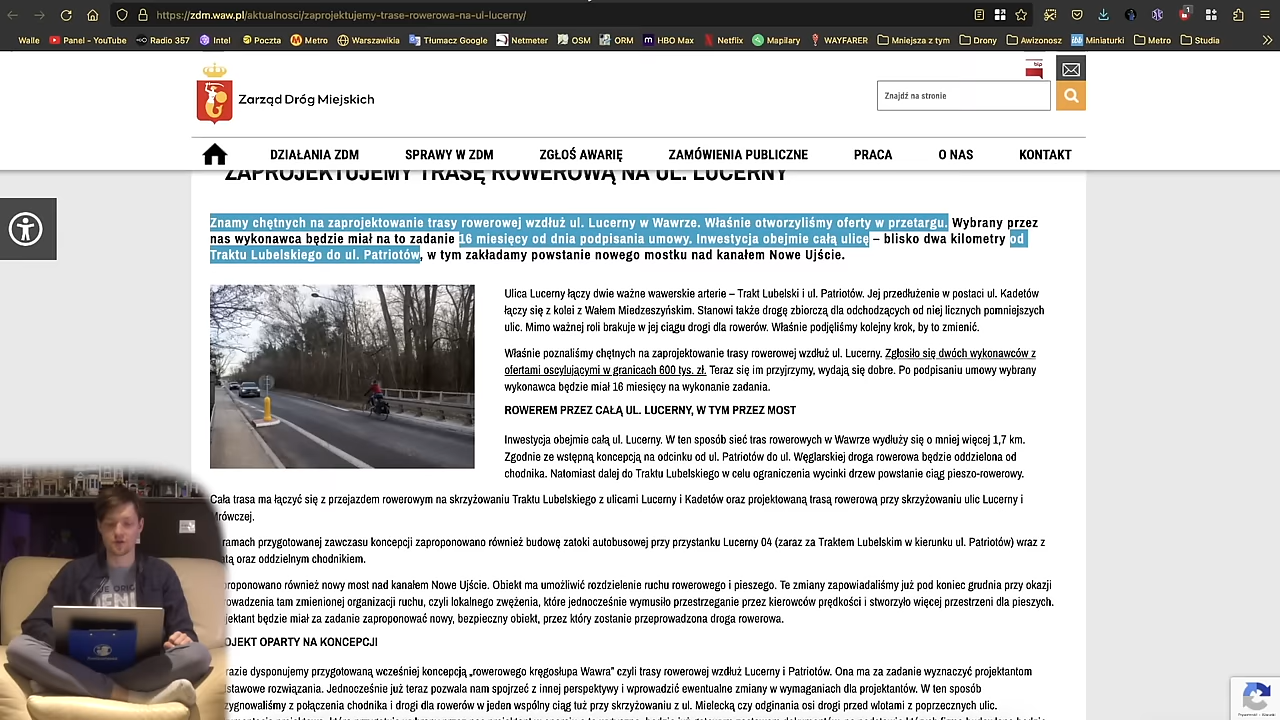 https://zdm.waw.pl/aktualnosci/zaprojektujemy-trase-rowerowa-na-ul-lucerny/
Walle Panel - YouTube Radio 357 Intel Poczta Metro Warszawikia Tłumacz Google Netmeter OSM ORM HBO Max Netflix Mapilary WAYFARER Mniejsza z tym Drony Awizonosz Miniaturki Metro Studia
bip
Zarząd Dróg Miejskich
Znajdź na stronie
DZIAŁANIA ZDM SPRAWY W ZDM ZGŁOŚ AWARIĘ ZAMÓWIENIA PUBLICZNE PRACA O NAS KONTAKT
ZAPROJEKTUJEMY TRASĘ ROWEROWĄ NA UL. LUCERNY
Znamy chętnych na zaprojektowanie trasy rowerowej wzdłuż ul. Lucerny w Wawrze. Właśnie otworzyliśmy oferty w przetargu. Wybrany przez
nas wykonawca będzie miał na to zadanie 16 miesięcy od dnia podpisania umowy. Inwestycja obejmie całą ulicę – blisko dwa kilometry od
Traktu Lubelskiego do ul. Patriotów, w tym zakładamy powstanie nowego mostku nad kanałem Nowe Ujście.
Ulica Lucerny łączy dwie ważne wawerskie arterie – Trakt Lubelski i ul. Patriotów. Jej przedłużenie w postaci ul. Kadetów
łączy się z kolei z Wałem Miedzeszyńskim. Stanowi także drogę zbiorczą dla odchodzących od niej licznych pomniejszych
ulic. Mimo ważnej roli brakuje w jej ciągu drogi dla rowerów. Właśnie podjęliśmy kolejny krok, by to zmienić.
Właśnie poznaliśmy chętnych na zaprojektowanie trasy rowerowej wzdłuż ul. Lucerny. Zgłosiło się dwóch wykonawców z
ofertami oscylującymi w granicach 600 tys. zł. Teraz się im przyjrzymy, wydają się dobre. Po podpisaniu umowy wybrany
wykonawca będzie miał 16 miesięcy na wykonanie zadania.
ROWEREM PRZEZ CAŁĄ UL. LUCERNY, W TYM PRZEZ MOST
Inwestycja obejmie całą ul. Lucerny. W ten sposób sieć tras rowerowych w Wawrze wydłuży się o mniej więcej 1,7 km.
Zgodnie ze wstępną koncepcją na odcinku od ul. Patriotów do ul. Węglarskiej droga rowerowa będzie oddzielona od
chodnika. Natomiast dalej do Traktu Lubelskiego w celu ograniczenia wycinki drzew powstanie ciąg pieszo-rowerowy.
Cała trasa ma łączyć się z przejazdem rowerowym na skrzyżowaniu Traktu Lubelskiego z ulicami Lucerny i Kadetów oraz projektowaną trasą rowerową przy skrzyżowaniu ulic Lucerny i
Mrówczej.
ramach przygotowanej zawczasu koncepcji zaproponowano również budowę zatoki autobusowej przy przystanku Lucerny 04 (zaraz za Traktem Lubelskim w kierunku ul. Patriotów) wraz z
oraz oddzielnym chodnikiem.
proponowano również nowy most nad kanałem Nowe Ujście. Obiekt ma umożliwić rozdzielenie ruchu rowerowego i pieszego. Te zmiany zapowiadaliśmy już pod koniec grudnia przy okazji
owadzenia tam zmienionej organizacji ruchu, czyli lokalnego zwężenia, które jednocześnie wymusiło przestrzeganie przez kierowców prędkości i stworzyło więcej przestrzeni dla pieszych.
jektant będzie miał za zadanie zaproponować nowy, bezpieczny obiekt, przez który zostanie przeprowadzona droga rowerowa.
OJEKT OPARTY NA KONCEPCJI
razie dysponujemy przygotowaną wcześniej koncepcją „rowerowego kręgosłupa Wawra” czyli trasy rowerowej wzdłuż Lucerny i Patriotów. Ona ma za zadanie wyznaczyć projektantom
dstawowe rozwiązania. Jednocześnie już teraz pozwala nam spojrzeć z innej perspektywy i wprowadzić ewentualne zmiany w wymaganiach dla projektantów. W ten sposób
zygnowaliśmy z połączenia chodnika i drogi dla rowerów w jeden wspólny ciąg tuż przy skrzyżowaniu z ul. Mielecką czy odginania osi drogi przed wlotami z poprzecznych ulic.